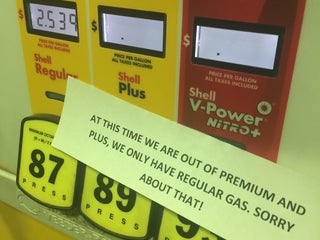 $ 2.539
$
$
PRICE PER GALLON
ALL TAXES INCLUDED
PRICE PER GALLON
ALL TAXES INCLUDED
PRICE PER GALLON
ALL TAXES INCLUDED
Shell
Regular
Shell
Plus
Shell
V-Power
NiTRO+
AT THIS TIME WE ARE OUT OF PREMIUM AND
PLUS, WE ONLY HAVE REGULAR GAS. SORRY
ABOUT THAT!
MINIMUM OCTANE
87
PRESS
89
PRESS